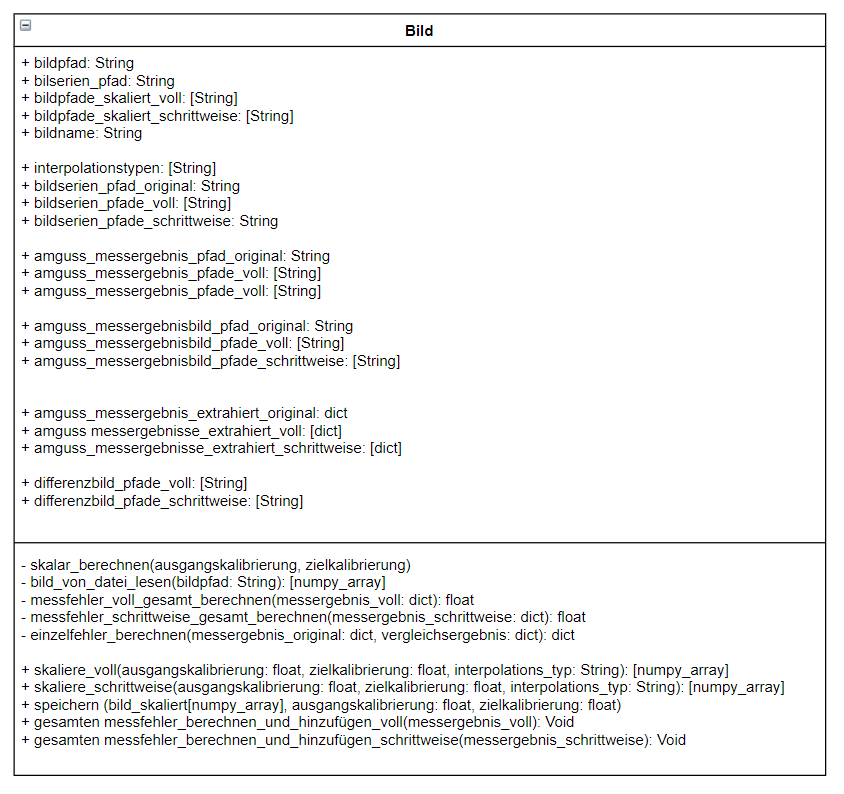 Bild
+ bildpfad: String
+ bilserien_pfad: String
+ bildpfade_skaliert_voll: [String]
+ bildpfade_skaliert_schrittweise: [String]
+ bildname: String
+ interpolationstypen: [String]
+ bildserien_pfad_original: String
+ bildserien_pfade_voll: [String]
+ bildserien_pfade_schrittweise: String
+ amguss_messergebnis_pfad_original: String
+ amguss_messergebnis_pfade_voll: [String]
+ amguss_messergebnis_pfade_voll: [String]
+ amguss_messergebnisbild_pfad_original: String
+ amguss_messergebnisbild_pfade_voll: [String]
+ amguss_messergebnisbild_pfade_schrittweise: [String]
+ amguss_messergebnis_extrahiert_original: dict
+ amguss messergebnisse_extrahiert_voll: [dict]
+ amguss_messergebnisse_extrahiert_schrittweise: [dict]
+ differenzbild_pfade_voll: [String]
+ differenzbild_pfade_schrittweise: [String]
- skalar_berechnen(ausgangskalibrierung, zielkalibrierung)
- bild_von_datei_lesen(bildpfad: String): [numpy_array]
- messfehler_voll_gesamt_berechnen(messergebnis_voll: dict): float
- messfehler_schrittweise_gesamt_berechnen(messergebnis_schrittweise: dict): float
- einzelfehler_berechnen(messergebnis_original: dict, vergleichsergebnis: dict): dict
+ skaliere_voll(ausgangskalibrierung: float, zielkalibrierung: float, interpolations_typ: String): [numpy_array]
+ skaliere_schrittweise(ausgangskalibrierung: float, zielkalibrierung: float, interpolations_typ: String): [numpy_array]
+ speichern (bild_skaliert[numpy_array], ausgangskalibrierung: float, zielkalibrierung: float)
+ gesamten messfehler_berechnen_und_hinzufügen_voll(messergebnis_voll): Void
+ gesamten messfehler_berechnen_und_hinzufügen_schrittweise(messergebnis_schrittweise): Void